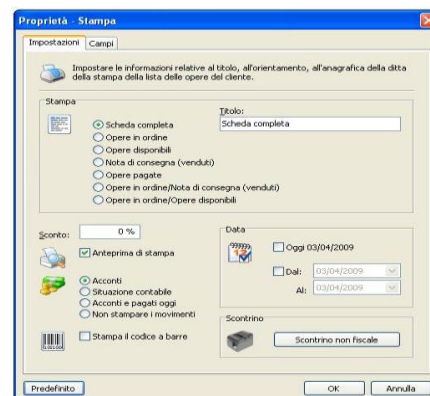 Proprietà - Stampa
Impostazioni
Campi
Impostare le informazioni relative al titolo, all'orientamento, all'anagrafica della ditta
della stampa della lista delle opere del cliente.
Stampa
Titolo:
Scheda completa
Scheda completa
Opere in ordine
Opere disponibili
Nota di consegna (venduti)
Opere pagate
Opere in ordine/Nota di consegna (venduti)
Opere in ordine/Opere disponibili
Sconto:
0 %
Anteprima di stampa
Acconti
Situazione contabile
Acconti e pagati oggi
Non stampare i movimenti
Stampa il codice a barre
Data
Oggi 03/04/2009
Dal:
03/04/2009
Al:
03/04/2009
Scontrino
Scontrino non fiscale
Predefinito
OK
Annulla